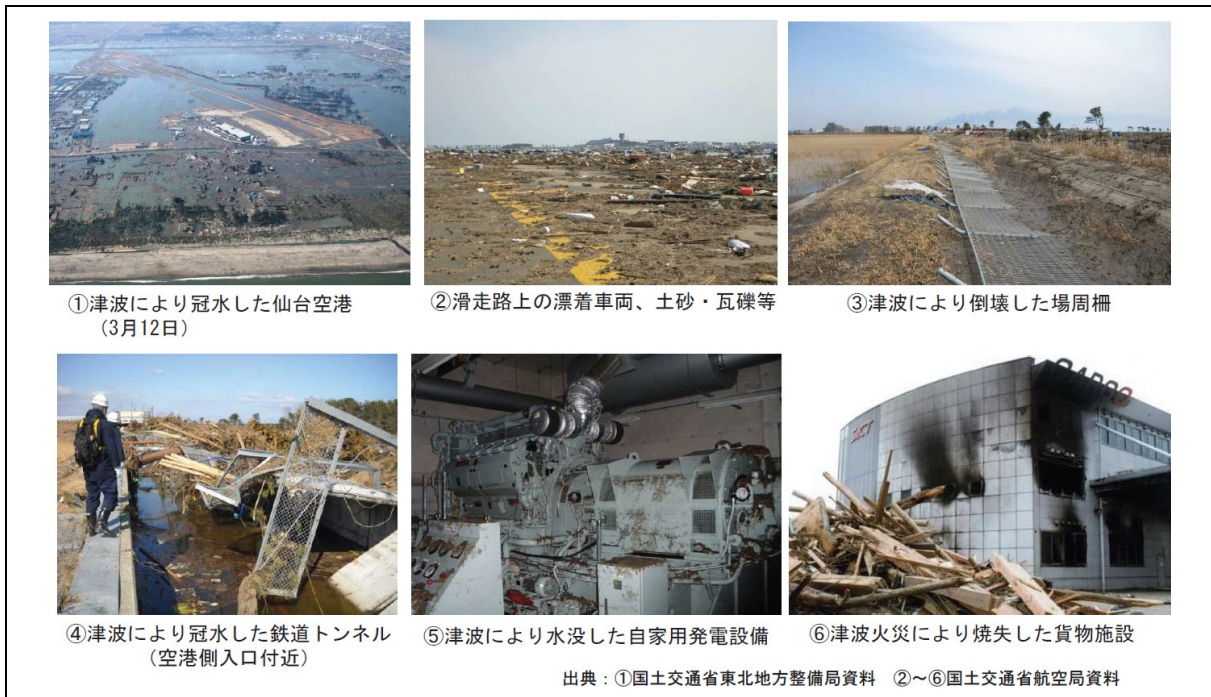 ①津波により冠水した仙台空港
(3月12日)
②滑走路上の漂着車両、土砂・瓦礫等
③津波により倒壊した場周柵
SACT
CARGO
④津波により冠水した鉄道トンネル
(空港側入口付近)
⑤津波により水没した自家用発電設備
⑥津波火災により焼失した貨物施設
出典：①国土交通省東北地方整備局資料　②～⑥国土交通省航空局資料